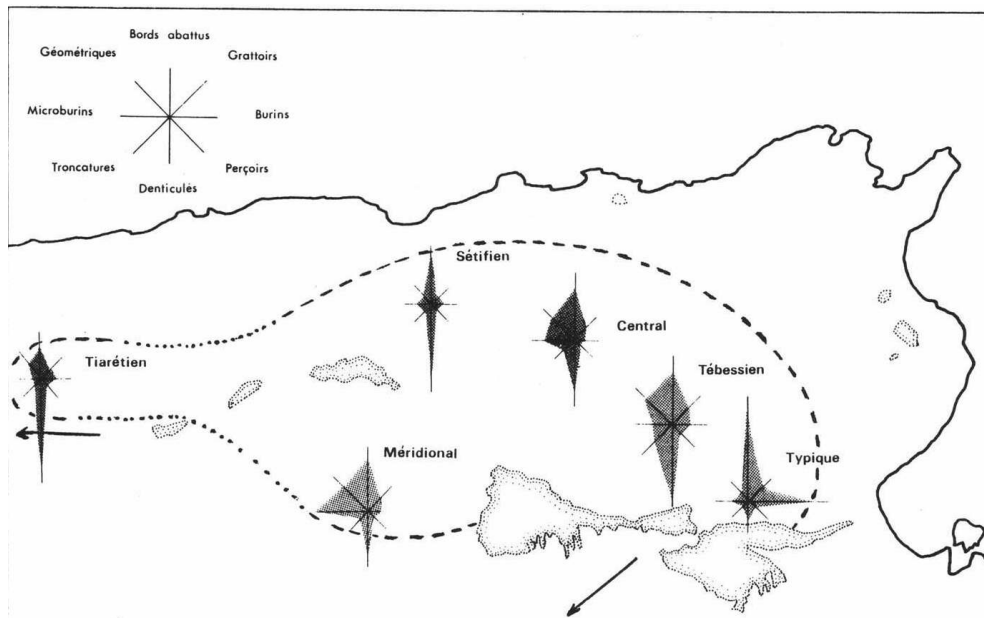 Bords abattus
Géométriques
Grattoirs
Microburins
Burins
Troncatures
Perçoirs
Denticulés
Sétifien
Central
Tiarétien
Tébessien
Méridional
Typique